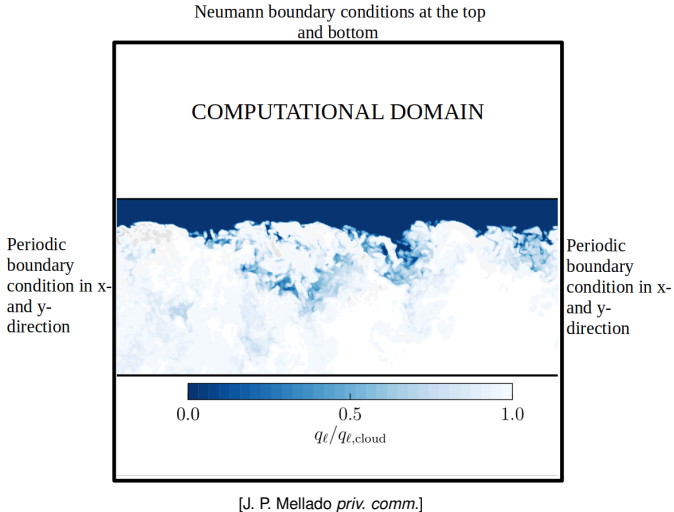 Neumann boundary conditions at the top
and bottom
COMPUTATIONAL DOMAIN
Periodic
boundary
condition in x-
and y-
direction
Periodic
boundary
condition in x-
and y-
direction
0.0 0.5 1.0
qℓ/qℓ,cloud
[J. P. Mellado priv. comm.]